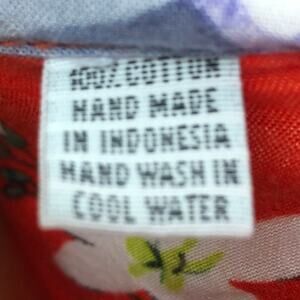 100% COTTON
HAND MADE
IN INDONESIA
HAND WASH IN
COOL WATER